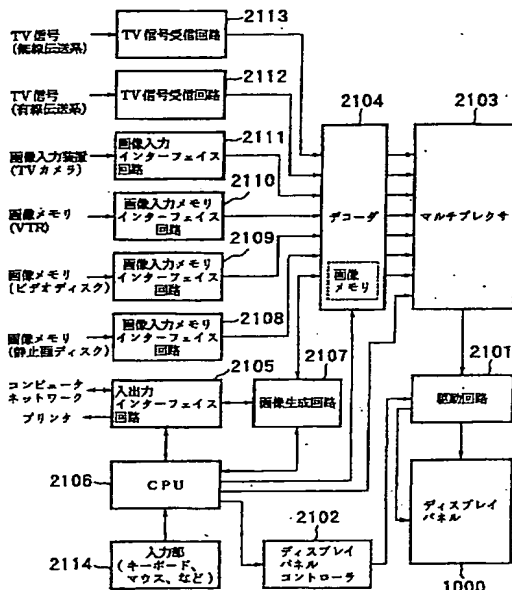 2113
TV信号
(無線伝送系)
TV信号受信回路
2112
TV信号
(有線伝送系)
TV信号受信回路
2104
2103
2111
画像入力装置
(TVカメラ)
画像入力
インターフェイス
回路
2110
画像メモリ
(VTR)
画像入力メモリ
インターフェイス
回路
デコーダ
マルチプレクサ
2109
画像メモリ
(ビデオディスク)
画像入力メモリ
インターフェイス
回路
画像
メモリ
2108
画像メモリ
(静止画ディスク)
画像入力メモリ
インターフェイス
回路
2105
2107
2101
コンピュータ
ネットワーク
プリンタ
入出力
インターフェイス
回路
画像生成回路
駆動回路
2106
CPU
2102
ディスプレイ
パネル
2114
入力部
(キーボード、
マウス、など)
ディスプレイ
パネル
コントローラ
1000